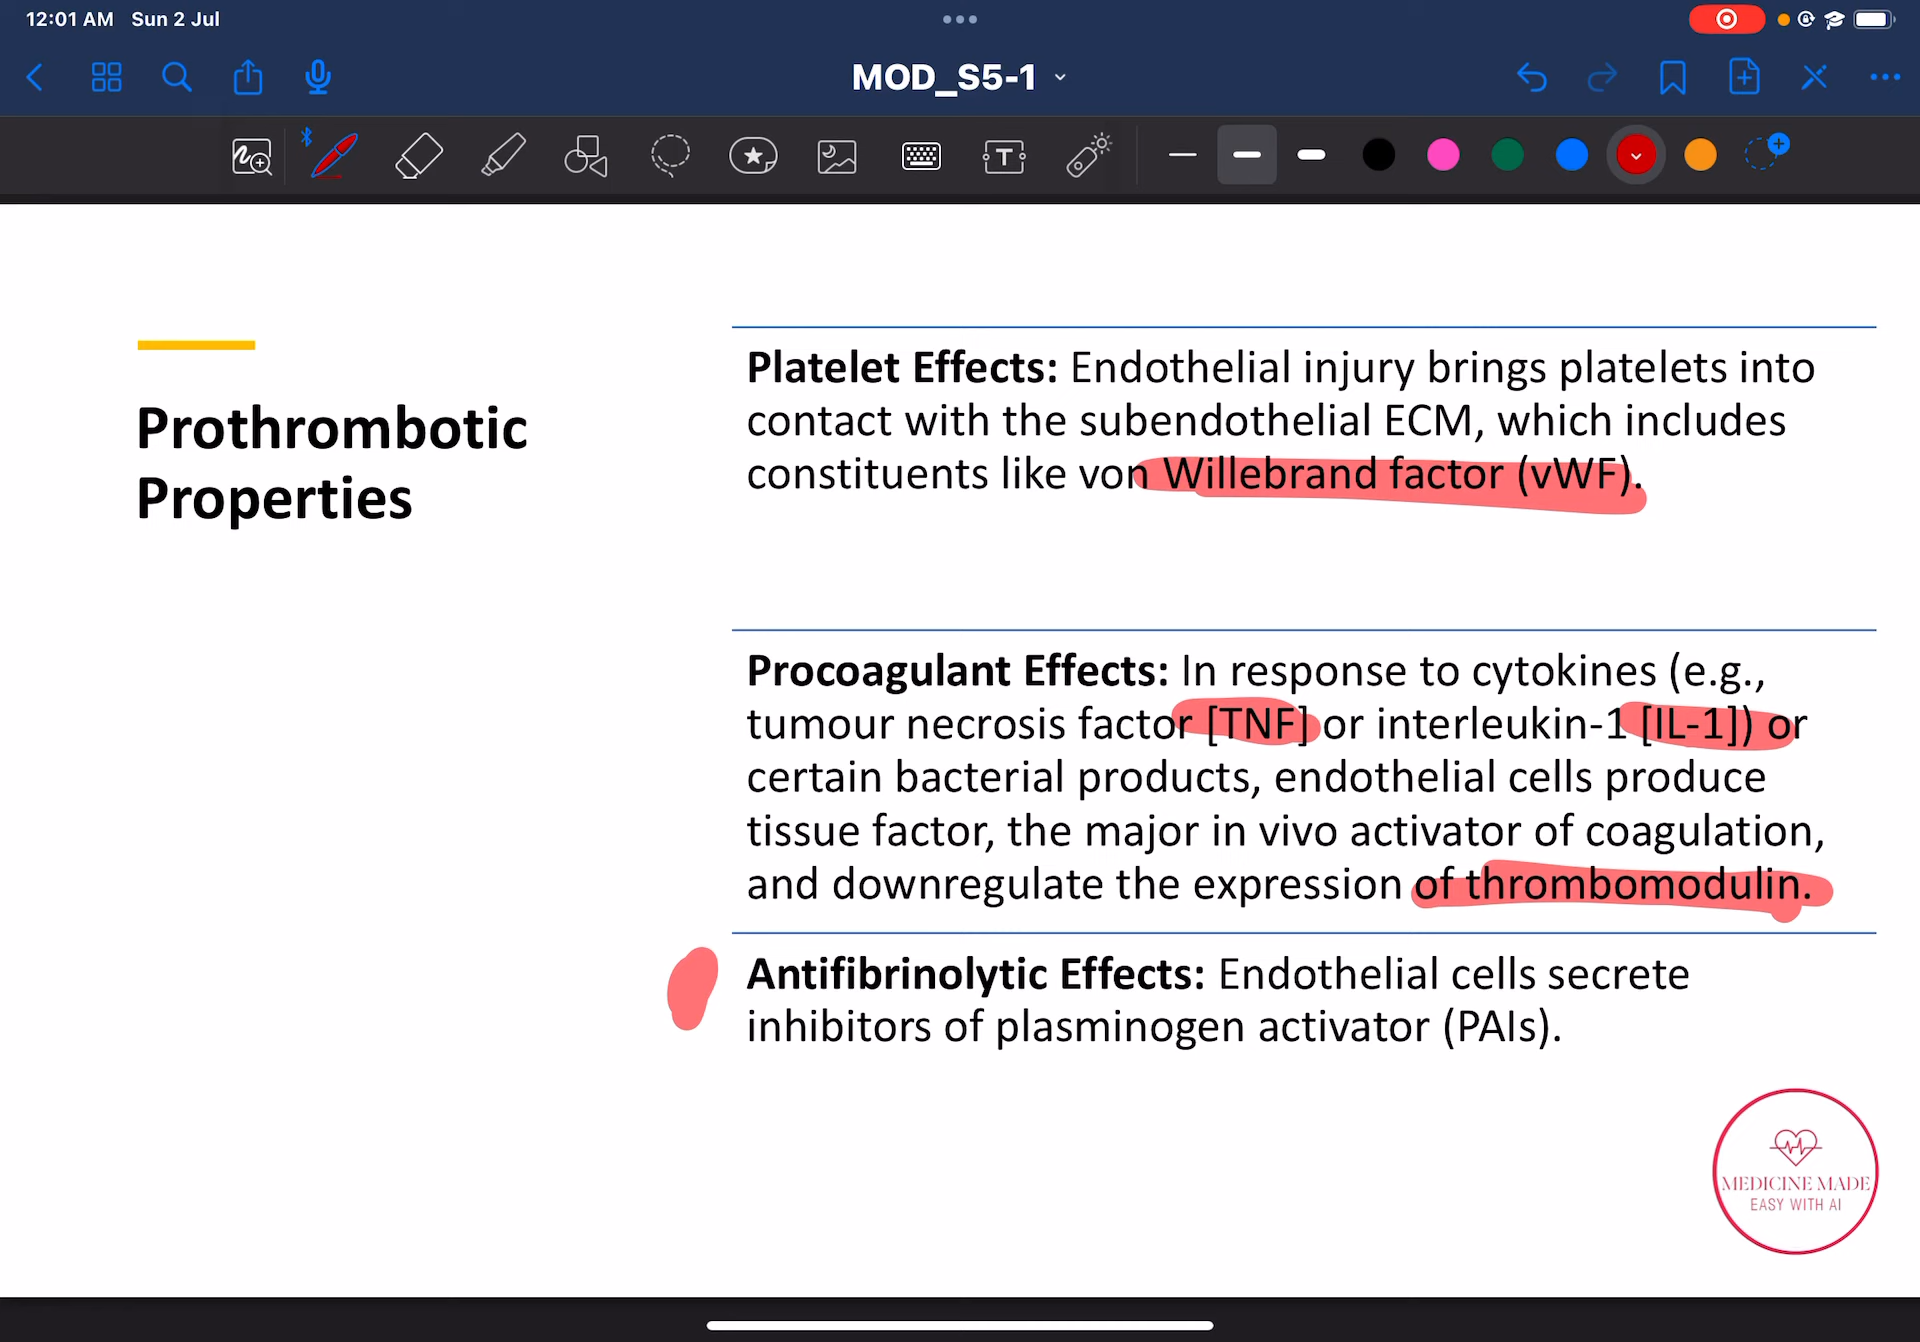 12:01 AM Sun 2 Jul
MOD_S5-1
T
Prothrombotic
Properties
Platelet Effects: Endothelial injury brings platelets into
contact with the subendothelial ECM, which includes
constituents like von Willebrand factor (vWF).
Procoagulant Effects: In response to cytokines (e.g.,
tumour necrosis factor [TNF] or interleukin-1 [IL-1]) or
certain bacterial products, endothelial cells produce
tissue factor, the major in vivo activator of coagulation,
and downregulate the expression of thrombomodulin.
Antifibrinolytic Effects: Endothelial cells secrete
inhibitors of plasminogen activator (PAIs).
MEDICINE MADE
EASY WITH AI